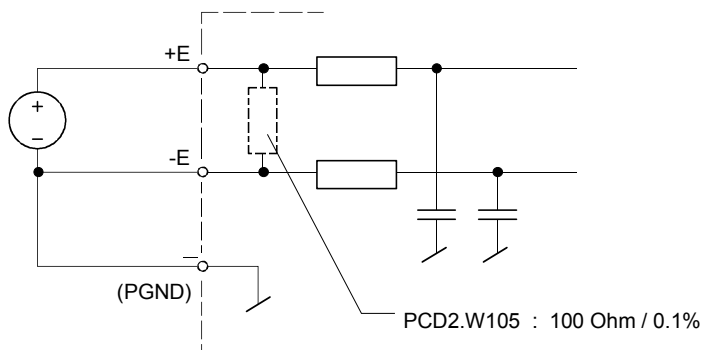 +E
+
−
-E
−
(PGND)
PCD2.W105 : 100 Ohm / 0.1%